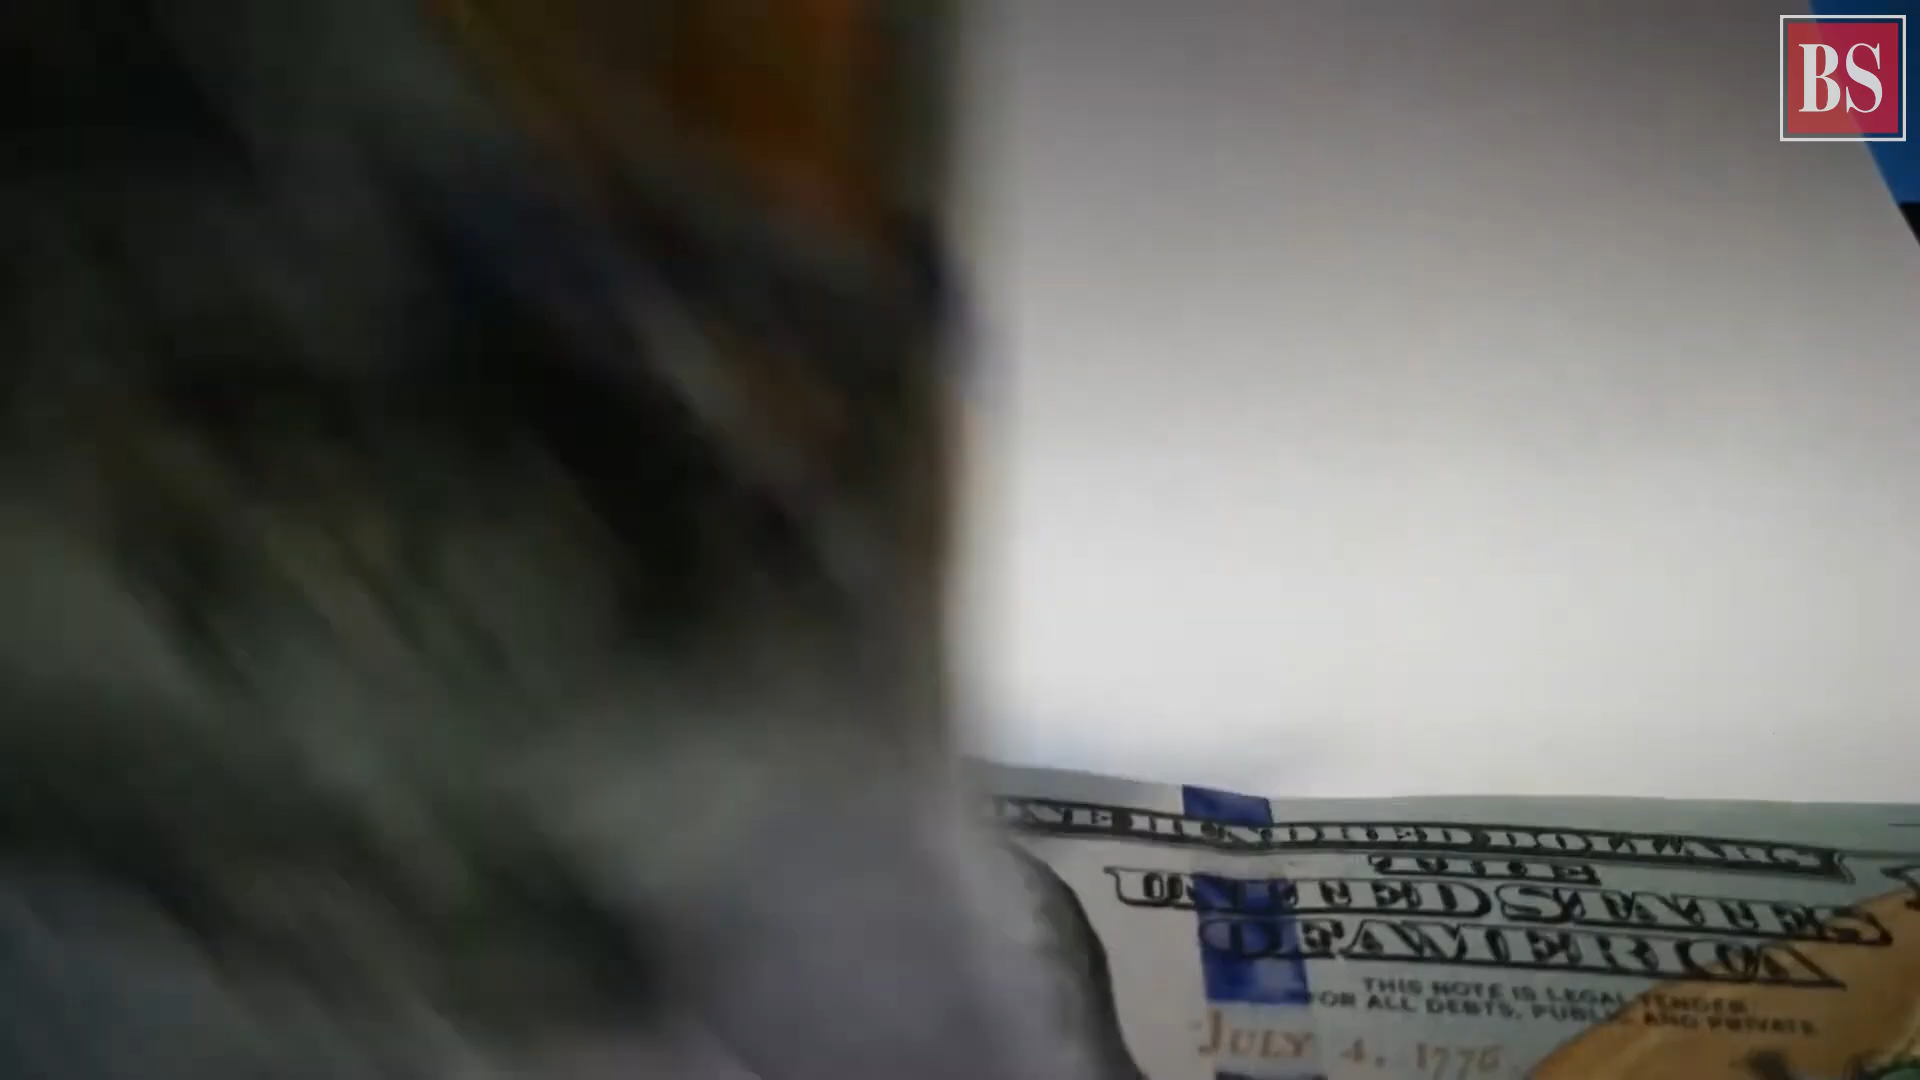 BS
ONE HUNDRED DOLLARS
THE
UNITED STATES
OF AMERICA
THIS NOTE IS LEGAL TENDER
FOR ALL DEBTS, PUBLIC AND PRIVATE
JULY 4, 1776